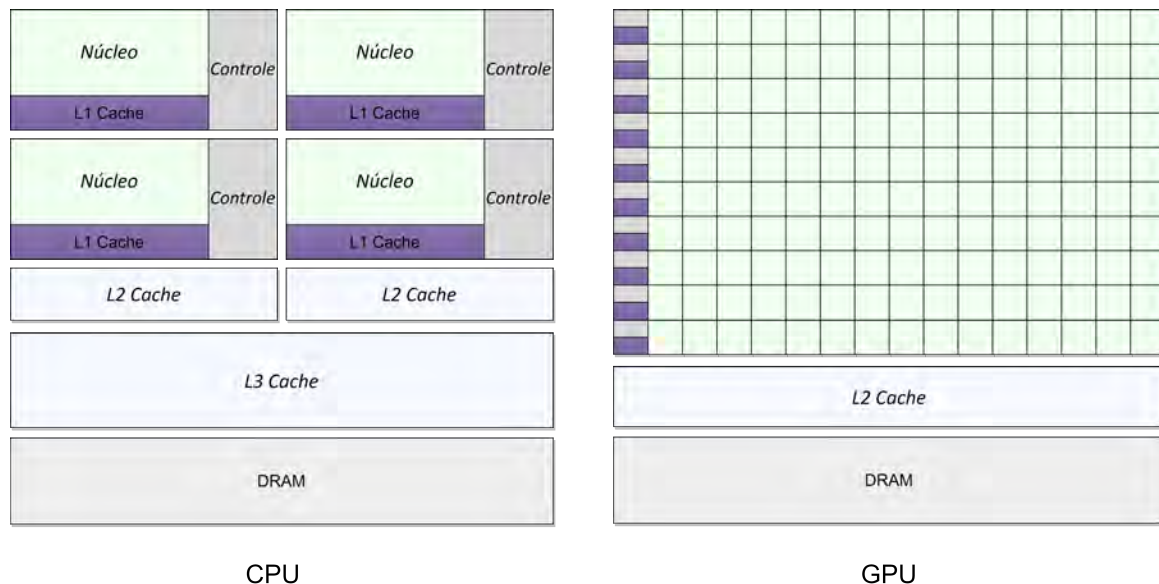 Núcleo
Controle
L1 Cache
Núcleo
Controle
L1 Cache
Núcleo
Controle
L1 Cache
Núcleo
Controle
L1 Cache
L2 Cache
L2 Cache
L3 Cache
DRAM
CPU
L2 Cache
DRAM
GPU